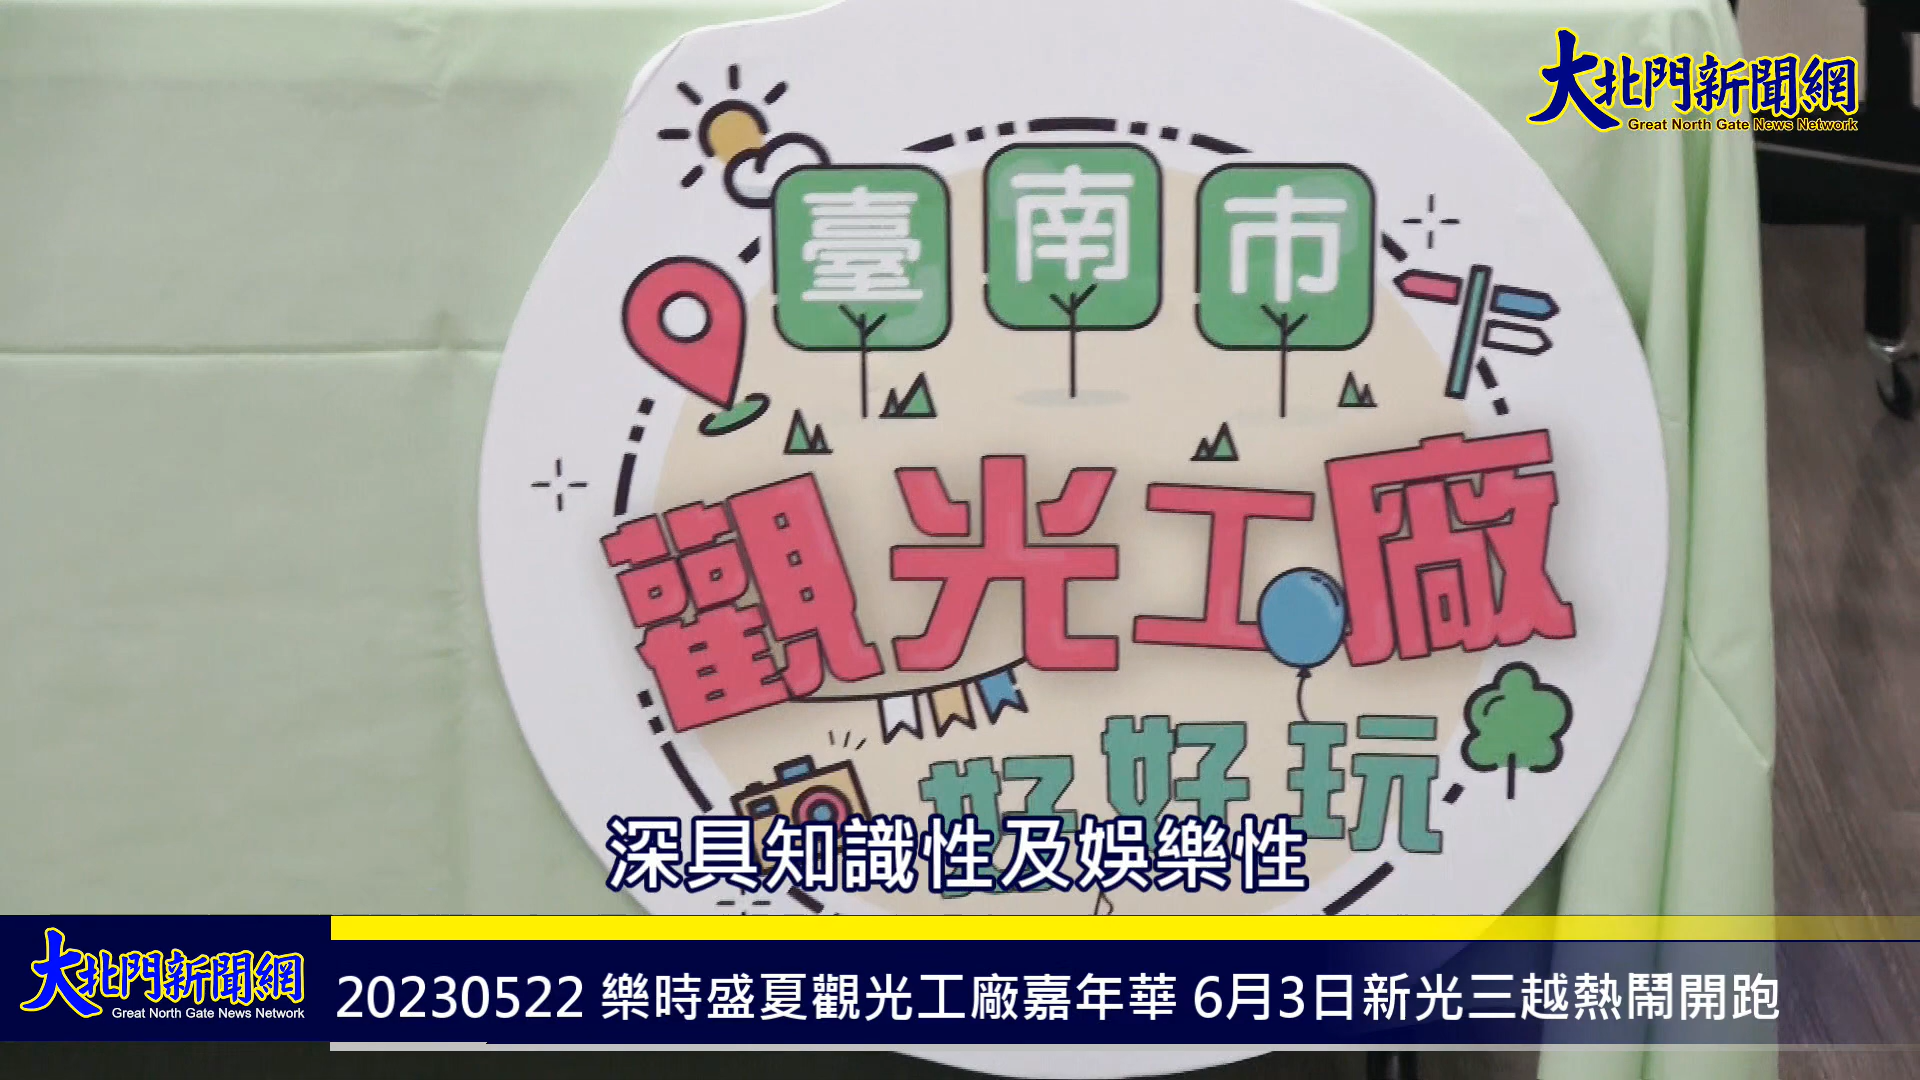 大北門新聞網
Great North Gate News Network
臺南市
觀光工廠
好好玩
深具知識性及娛樂性
大北門新聞網
Great North Gate News Network
20230522 樂時盛夏觀光工廠嘉年華 6月3日新光三越熱鬧開跑